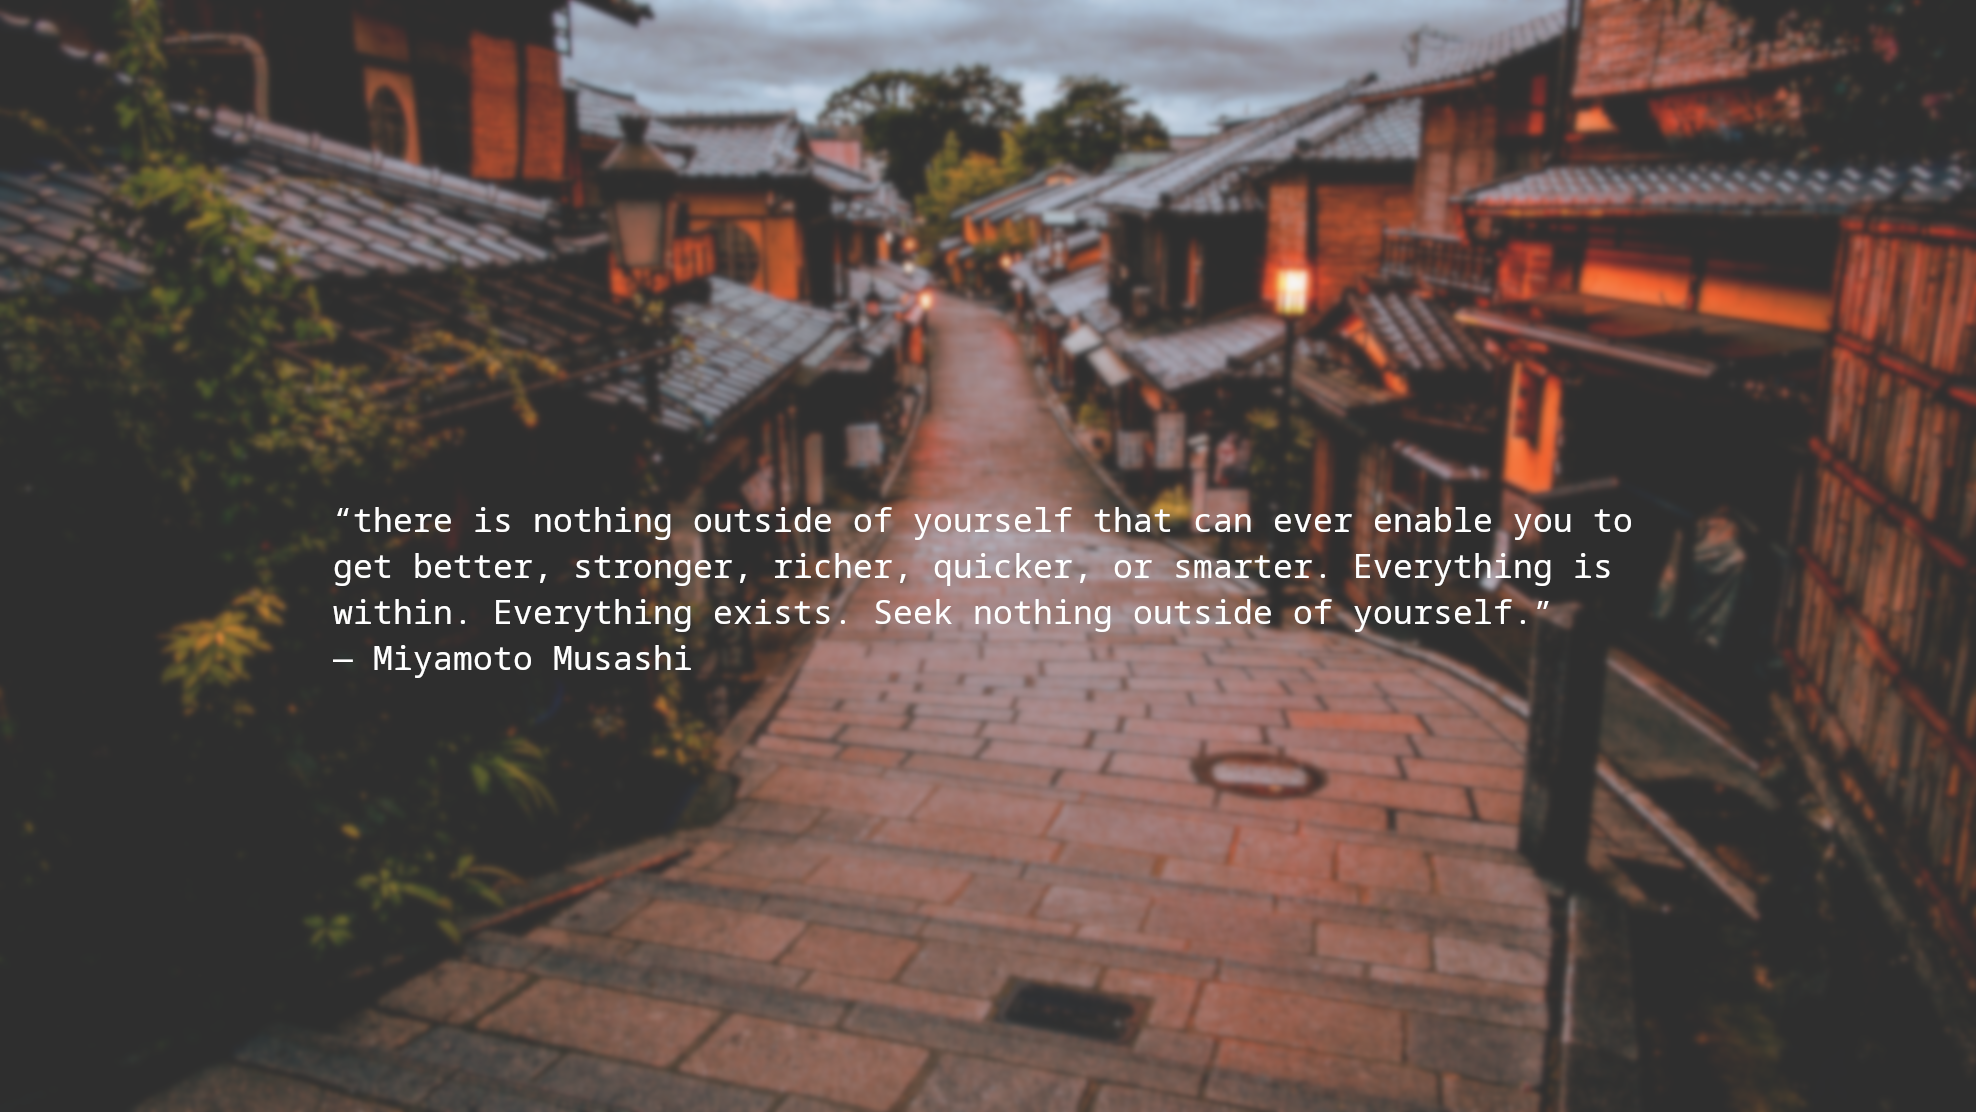 “there is nothing outside of yourself that can ever enable you to
get better, stronger, richer, quicker, or smarter. Everything is
within. Everything exists. Seek nothing outside of yourself.”
— Miyamoto Musashi